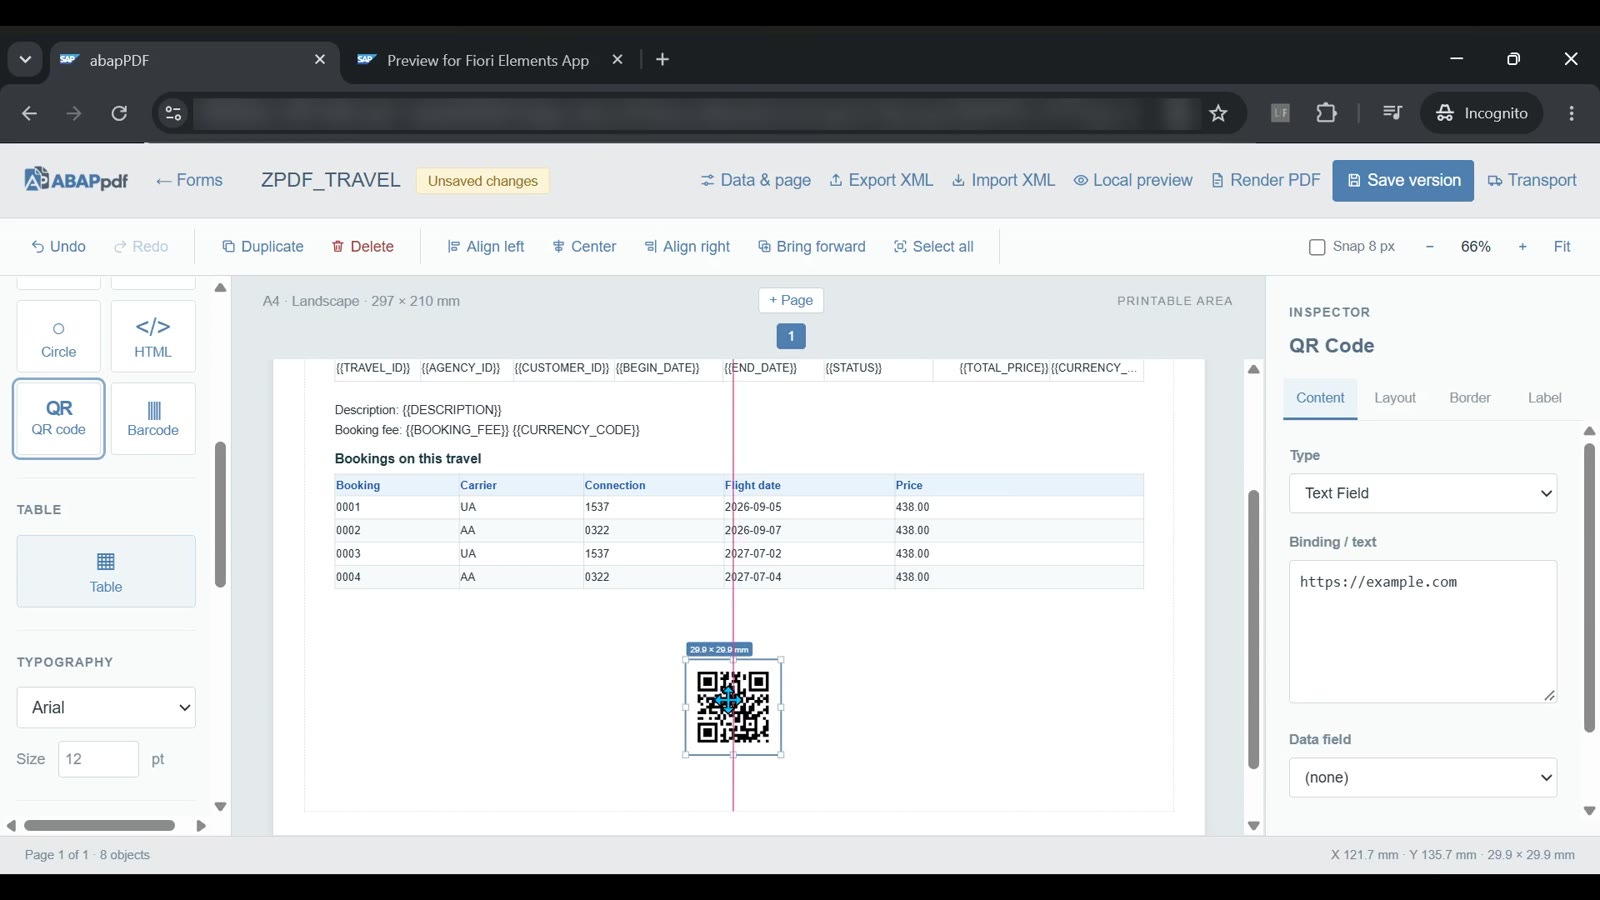 abapPDF
Preview for Fiori Elements App
Incognito
ABAPpdf
← Forms
ZPDF_TRAVEL
Unsaved changes
Data & page
Export XML
Import XML
Local preview
Render PDF
Save version
Transport
Undo
Redo
Duplicate
Delete
Align left
Center
Align right
Bring forward
Select all
Snap 8 px
−
66%
+
Fit
Circle
</>
HTML
QR
QR code
Barcode
TABLE
Table
TYPOGRAPHY
Arial
Size
12
pt
A4 · Landscape · 297 × 210 mm
+ Page
PRINTABLE AREA
1
{{TRAVEL_ID}} {{AGENCY_ID}} {{CUSTOMER_ID}} {{BEGIN_DATE}} {{END_DATE}} {{STATUS}} {{TOTAL_PRICE}} {{CURRENCY_...
Description: {{DESCRIPTION}}
Booking fee: {{BOOKING_FEE}} {{CURRENCY_CODE}}
Bookings on this travel
Booking Carrier Connection Flight date Price
0001 UA 1537 2026-09-05 438.00
0002 AA 0322 2026-09-07 438.00
0003 UA 1537 2027-07-02 438.00
0004 AA 0322 2027-07-04 438.00
29.9 × 29.9 mm
INSPECTOR
QR Code
Content
Layout
Border
Label
Type
Text Field
Binding / text
https://example.com
Data field
(none)
Page 1 of 1 · 8 objects
X 121.7 mm · Y 135.7 mm · 29.9 × 29.9 mm